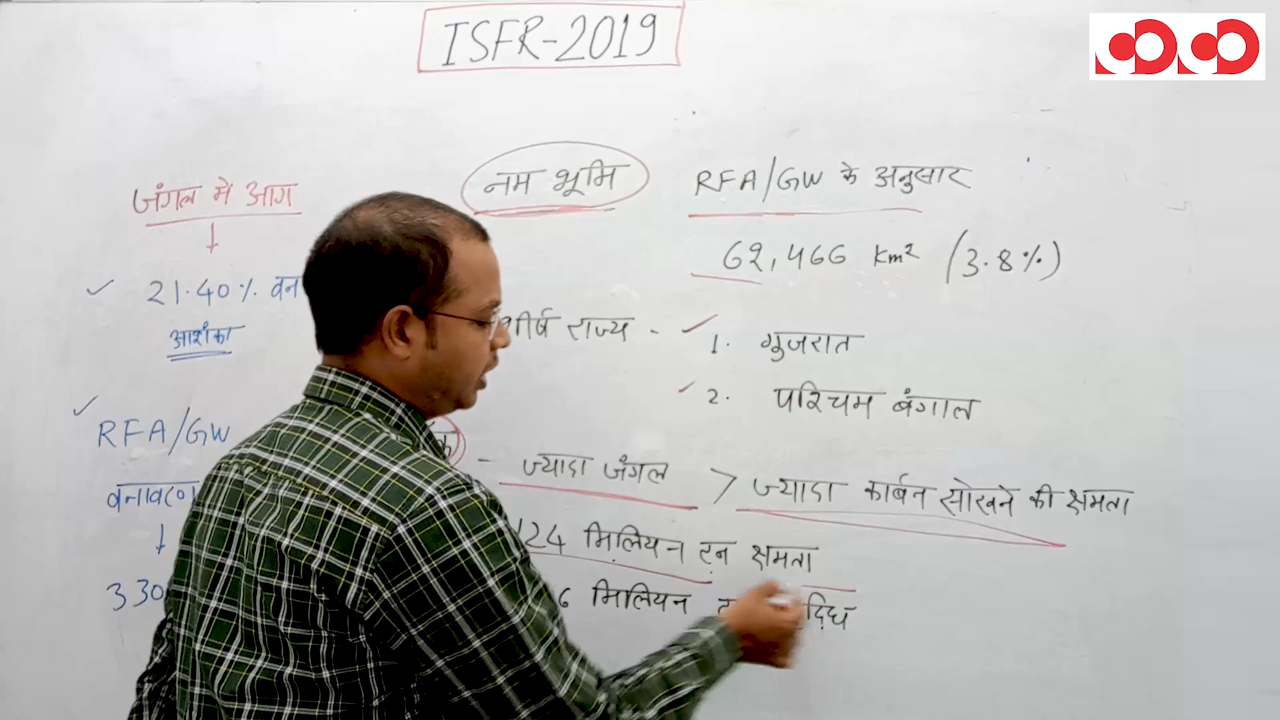 ISFR-2019
नम भूमि
RFA/GW के अनुसार
62,466 Km² (3.8%)
शीर्ष राज्य -
1. गुजरात
2. पश्चिम बंगाल
- ज्यादा जंगल > ज्यादा कार्बन सोखने की क्षमता
124 मिलियन टन क्षमता
6 मिलियन
जंगल मे आग
↓
21.40% वन
आशंका
RFA/GW
वनावरण
↓
330